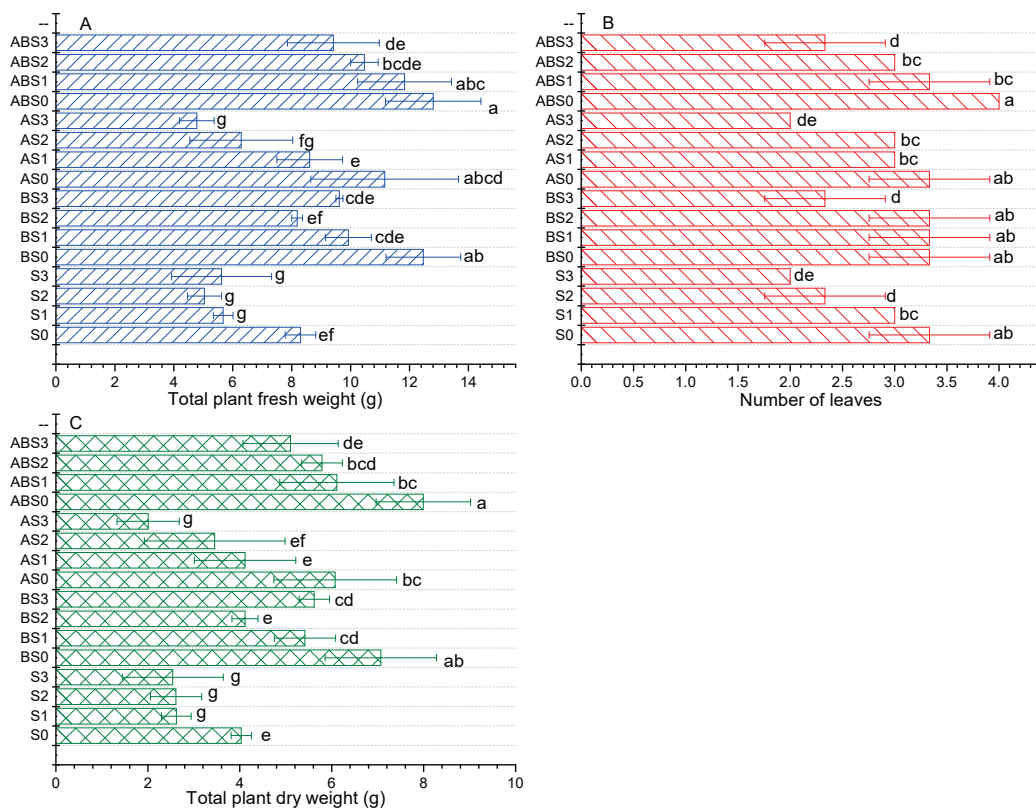 A
--
ABS3 de
ABS2 bcde
ABS1 abc
ABS0 a
AS3 g
AS2 fg
AS1 e
AS0 abcd
BS3 cde
BS2 ef
BS1 cde
BS0 ab
S3 g
S2 g
S1 g
S0 ef
0 2 4 6 8 10 12 14
Total plant fresh weight (g)
B
--
ABS3 d
ABS2 bc
ABS1 bc
ABS0 a
AS3 de
AS2 bc
AS1 bc
AS0 ab
BS3 d
BS2 ab
BS1 ab
BS0 ab
S3 de
S2 d
S1 bc
S0 ab
0.0 0.5 1.0 1.5 2.0 2.5 3.0 3.5 4.0
Number of leaves
C
--
ABS3 de
ABS2 bcd
ABS1 bc
ABS0 a
AS3 g
AS2 ef
AS1 e
AS0 bc
BS3 cd
BS2 e
BS1 cd
BS0 ab
S3 g
S2 g
S1 g
S0 e
0 2 4 6 8 10
Total plant dry weight (g)